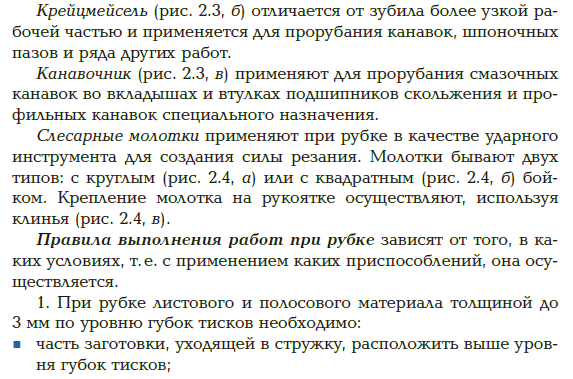 Крейцмейсель (рис. 2.3, б) отличается от зубила более узкой ра-
бочей частью и применяется для прорубания канавок, шпоночных
пазов и ряда других работ.
Канавочник (рис. 2.3, в) применяют для прорубания смазочных
канавок во вкладышах и втулках подшипников скольжения и про-
фильных канавок специального назначения.
Слесарные молотки применяют при рубке в качестве ударного
инструмента для создания силы резания. Молотки бывают двух
типов: с круглым (рис. 2.4, а) или с квадратным (рис. 2.4, б) бой-
ком. Крепление молотка на рукоятке осуществляют, используя
клинья (рис. 2.4, в).
Правила выполнения работ при рубке зависят от того, в ка-
ких условиях, т. е. с применением каких приспособлений, она осу-
ществляется.
1. При рубке листового и полосового материала толщиной до
3 мм по уровню губок тисков необходимо:
▪ часть заготовки, уходящей в стружку, расположить выше уров-
ня губок тисков;